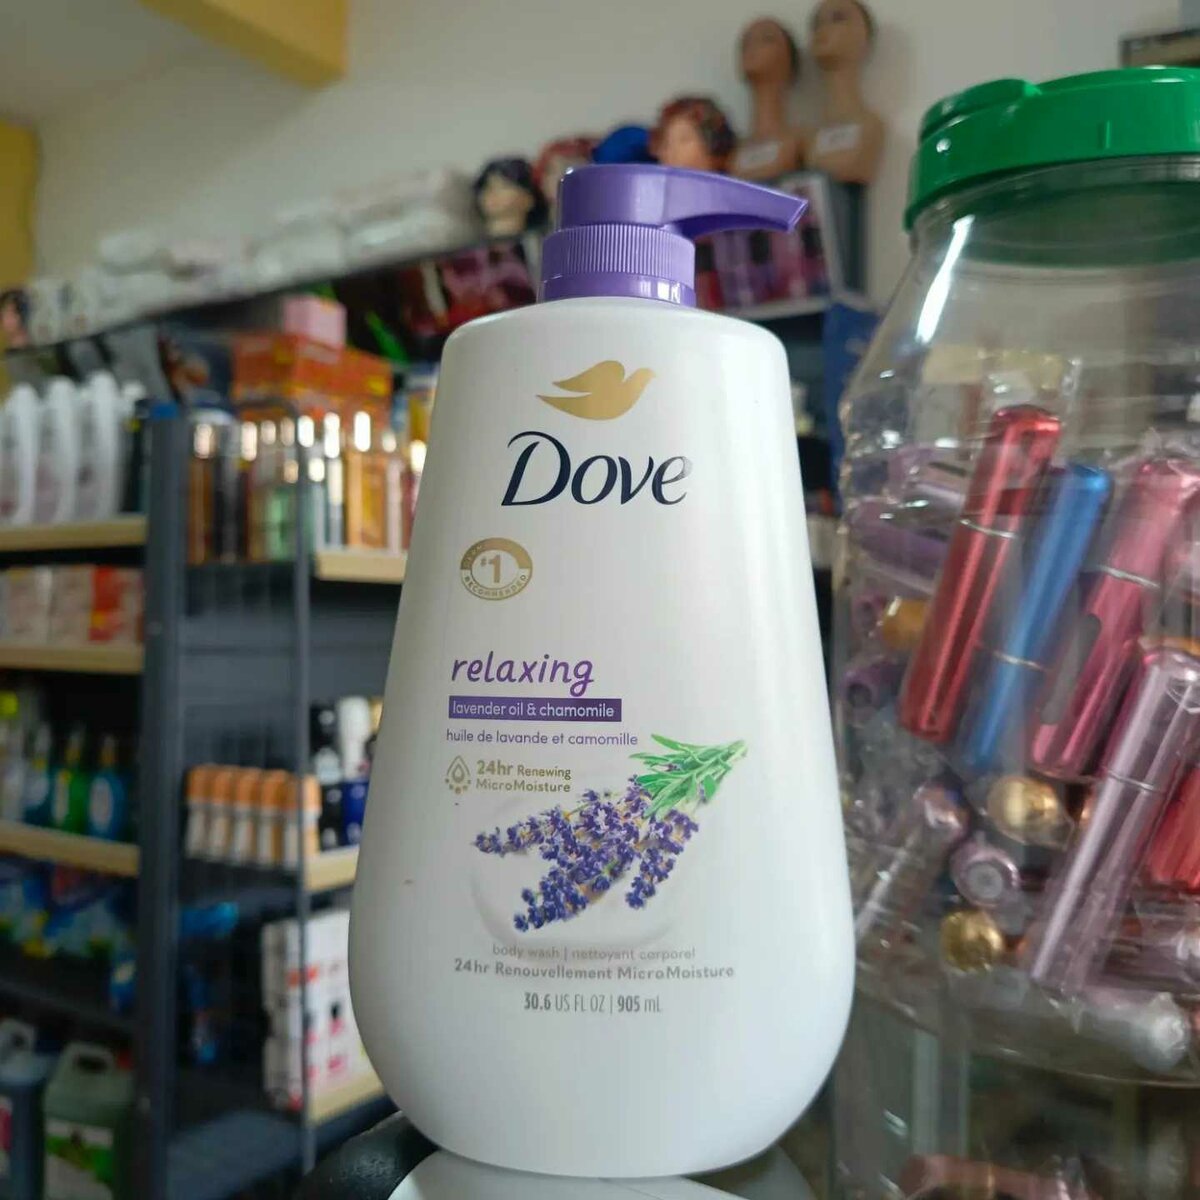 Dove
#1
RECOMMENDED
relaxing
lavender oil & chamomile
huile de lavande et camomille
24hr Renewing
MicroMoisture
body wash | nettoyant corporel
24hr Renouvellement MicroMoisture
30.6 US FL OZ | 905 mL